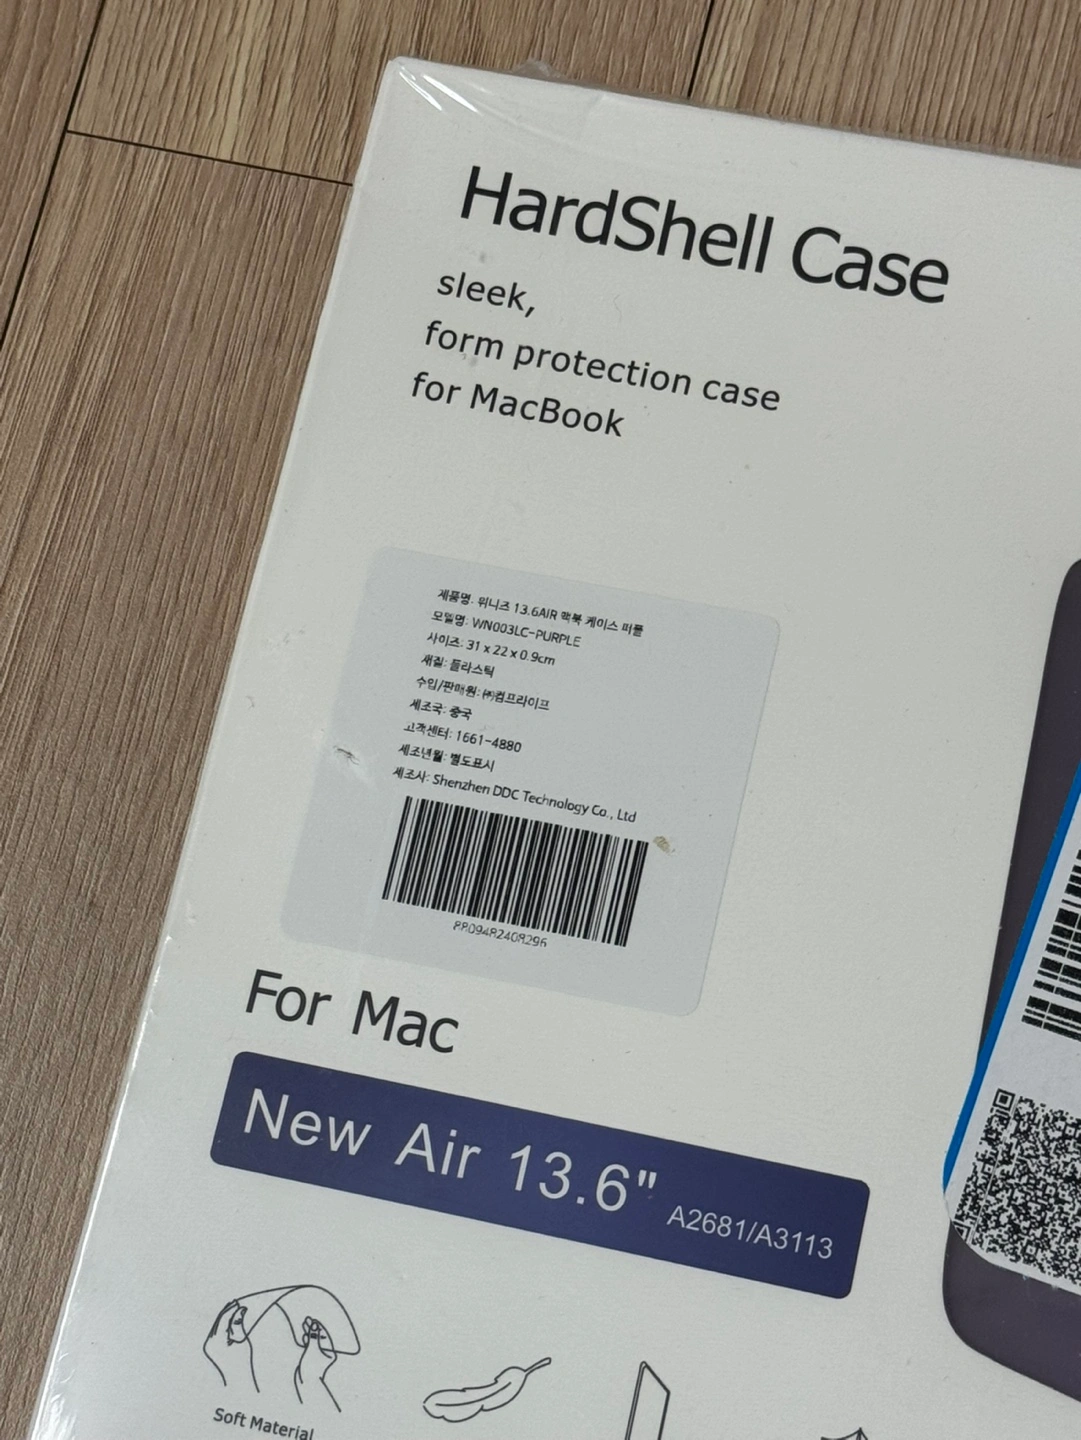 HardShell Case
sleek,
form protection case
for MacBook
제품명: 위니즈 13.6AIR 맥북 케이스 퍼플
모델명: WN003LC-PURPLE
사이즈: 31 x 22 x 0.9cm
재질: 플라스틱
수입/판매원: ㈜컴프라이프
제조국: 중국
고객센터: 1661-4880
제조년월: 별도표시
제조사: Shenzhen DDC Technology Co., Ltd
8809482408296
For Mac
New Air 13.6" A2681/A3113
Soft Material